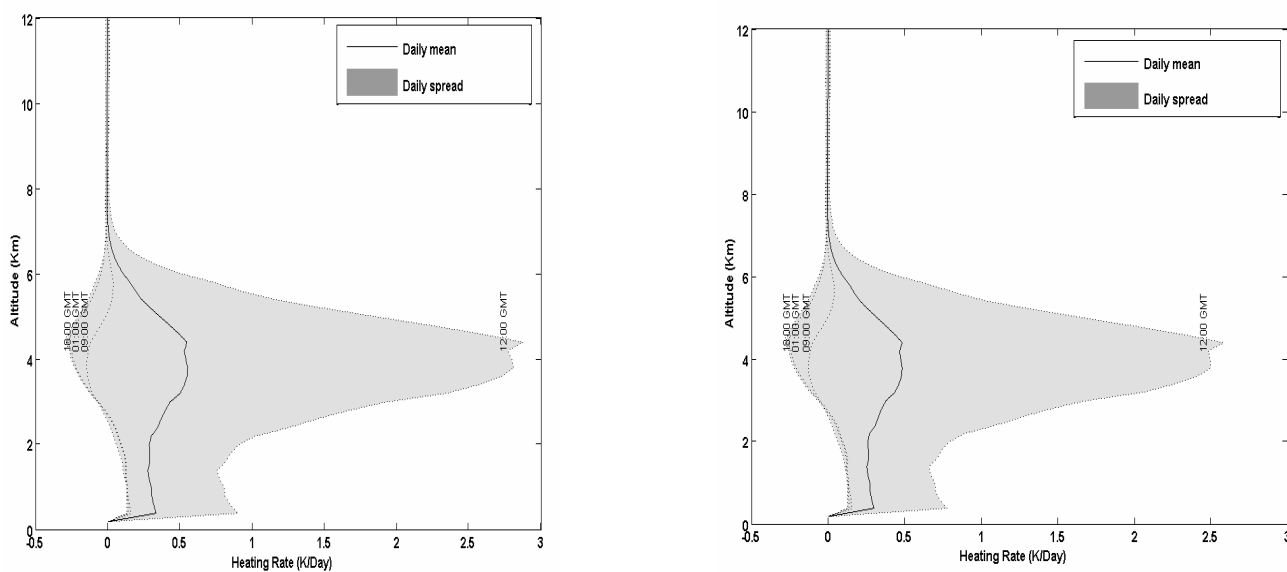 12
Daily mean
Daily spread
10
8
Altitude (Km)
6
18:00 GMT
01:00 GMT
09:00 GMT
12:00 GMT
4
2
0
-0.5 0 0.5 1 1.5 2 2.5 3
Heating Rate (K/Day)
12
Daily mean
Daily spread
10
8
Altitude (Km)
6
18:00 GMT
01:00 GMT
09:00 GMT
12:00 GMT
4
2
0
-0.5 0 0.5 1 1.5 2 2.5 3
Heating Rate (K/Day)